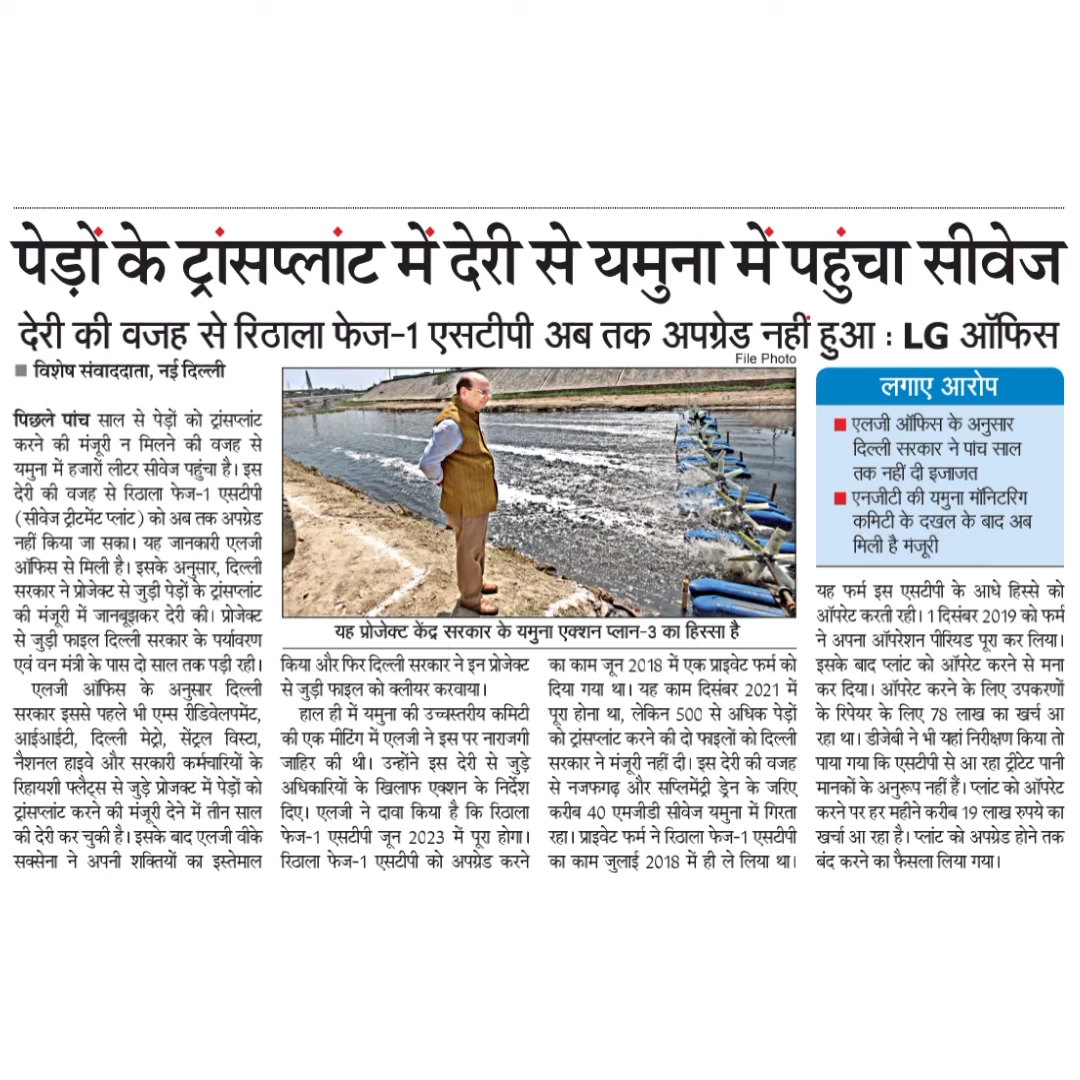 पेड़ों के ट्रांसप्लांट में देरी से यमुना में पहुंचा सीवेज
देरी की वजह से रिठाला फेज-1 एसटीपी अब तक अपग्रेड नहीं हुआ : LG ऑफिस
■ विशेष संवाददाता, नई दिल्ली
पिछले पांच साल से पेड़ों को ट्रांसप्लांट
करने की मंजूरी न मिलने की वजह से
यमुना में हजारों लीटर सीवेज पहुंचा है। इस
देरी की वजह से रिठाला फेज-1 एसटीपी
(सीवेज ट्रीटमेंट प्लांट) को अब तक अपग्रेड
नहीं किया जा सका। यह जानकारी एलजी
ऑफिस से मिली है। इसके अनुसार, दिल्ली
सरकार ने प्रोजेक्ट से जुड़ी पेड़ों के ट्रांसप्लांट
की मंजूरी में जानबूझकर देरी की। प्रोजेक्ट
से जुड़ी फाइल दिल्ली सरकार के पर्यावरण
एवं वन मंत्री के पास दो साल तक पड़ी रही।
एलजी ऑफिस के अनुसार दिल्ली
सरकार इससे पहले भी एम्स रीडिवेलपमेंट,
आईआईटी, दिल्ली मेट्रो, सेंट्रल विस्टा,
नैशनल हाइवे और सरकारी कर्मचारियों के
रिहायशी फ्लैट्स से जुड़े प्रोजक्ट में पेड़ों को
ट्रांसप्लांट करने की मंजूरी देने में तीन साल
की देरी कर चुकी है। इसके बाद एलजी वीके
सक्सेना ने अपनी शक्तियों का इस्तेमाल
File Photo
यह प्रोजेक्ट केंद्र सरकार के यमुना एक्शन प्लान-3 का हिस्सा है
किया और फिर दिल्ली सरकार ने इन प्रोजेक्ट
से जुड़ी फाइल को क्लीयर करवाया।
हाल ही में यमुना की उच्चस्तरीय कमिटी
की एक मीटिंग में एलजी ने इस पर नाराजगी
जाहिर की थी। उन्होंने इस देरी से जुड़े
अधिकारियों के खिलाफ एक्शन के निर्देश
दिए। एलजी ने दावा किया है कि रिठाला
फेज-1 एसटीपी जून 2023 में पूरा होगा।
रिठाला फेज-1 एसटीपी को अपग्रेड करने
का काम जून 2018 में एक प्राइवेट फर्म को
दिया गया था। यह काम दिसंबर 2021 में
पूरा होना था, लेकिन 500 से अधिक पेड़ों
को ट्रांसप्लांट करने की दो फाइलों को दिल्ली
सरकार ने मंजूरी नहीं दी। इस देरी की वजह
से नजफगढ़ और सप्लिमेंट्री ड्रेन के जरिए
करीब 40 एमजीडी सीवेज यमुना में गिरता
रहा। प्राइवेट फर्म ने रिठाला फेज-1 एसटीपी
का काम जुलाई 2018 में ही ले लिया था।
लगाए आरोप
■ एलजी ऑफिस के अनुसार
दिल्ली सरकार ने पांच साल
तक नहीं दी इजाजत
■ एनजीटी की यमुना मॉनिटरिग
कमिटी के दखल के बाद अब
मिली है मंजूरी
यह फर्म इस एसटीपी के आधे हिस्से को
ऑपरेट करती रही। 1 दिसंबर 2019 को फर्म
ने अपना ऑपरेशन पीरियड पूरा कर लिया।
इसके बाद प्लांट को ऑपरेट करने से मना
कर दिया। ऑपरेट करने के लिए उपकरणों
के रिपेयर के लिए 78 लाख का खर्च आ
रहा था। डीजेबी ने भी यहां निरीक्षण किया तो
पाया गया कि एसटीपी से आ रहा ट्रीटेट पानी
मानकों के अनुरूप नहीं हैं। प्लांट को ऑपरेट
करने पर हर महीने करीब 19 लाख रुपये का
खर्चा आ रहा है। प्लांट को अपग्रेड होने तक
बंद करने का फैसला लिया गया।